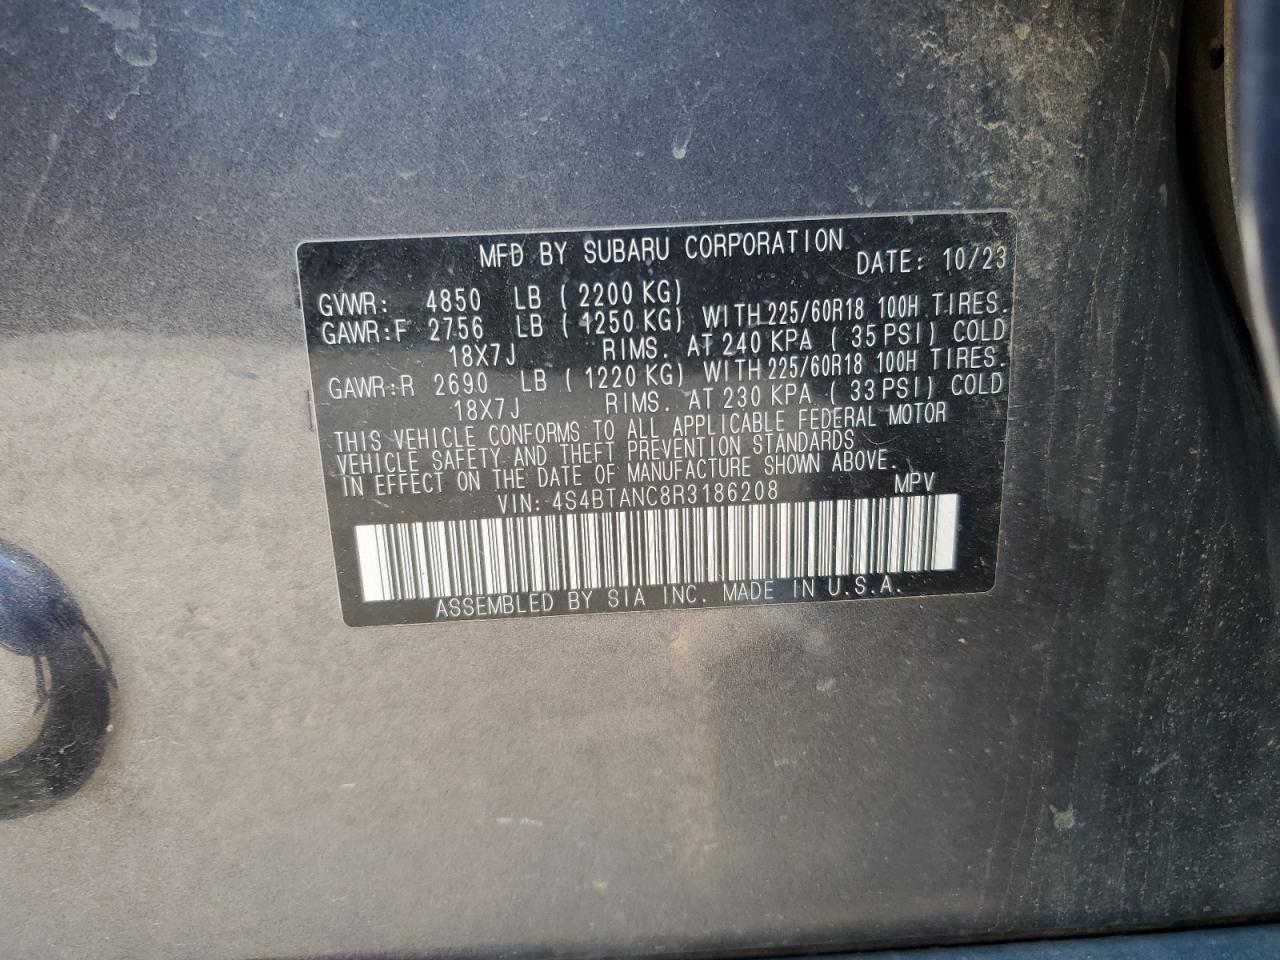 MFD BY SUBARU CORPORATION DATE: 10/23
GVWR: 4850 LB ( 2200 KG)
GAWR:F 2756 LB ( 1250 KG) WITH 225/60R18 100H TIRES.
18X7J RIMS. AT 240 KPA ( 35 PSI) COLD
GAWR:R 2690 LB ( 1220 KG) WITH 225/60R18 100H TIRES.
18X7J RIMS. AT 230 KPA ( 33 PSI) COLD
THIS VEHICLE CONFORMS TO ALL APPLICABLE FEDERAL MOTOR
VEHICLE SAFETY AND THEFT PREVENTION STANDARDS
IN EFFECT ON THE DATE OF MANUFACTURE SHOWN ABOVE.
VIN: 4S4BTANC8R3186208 MPV
ASSEMBLED BY SIA INC. MADE IN U.S.A.